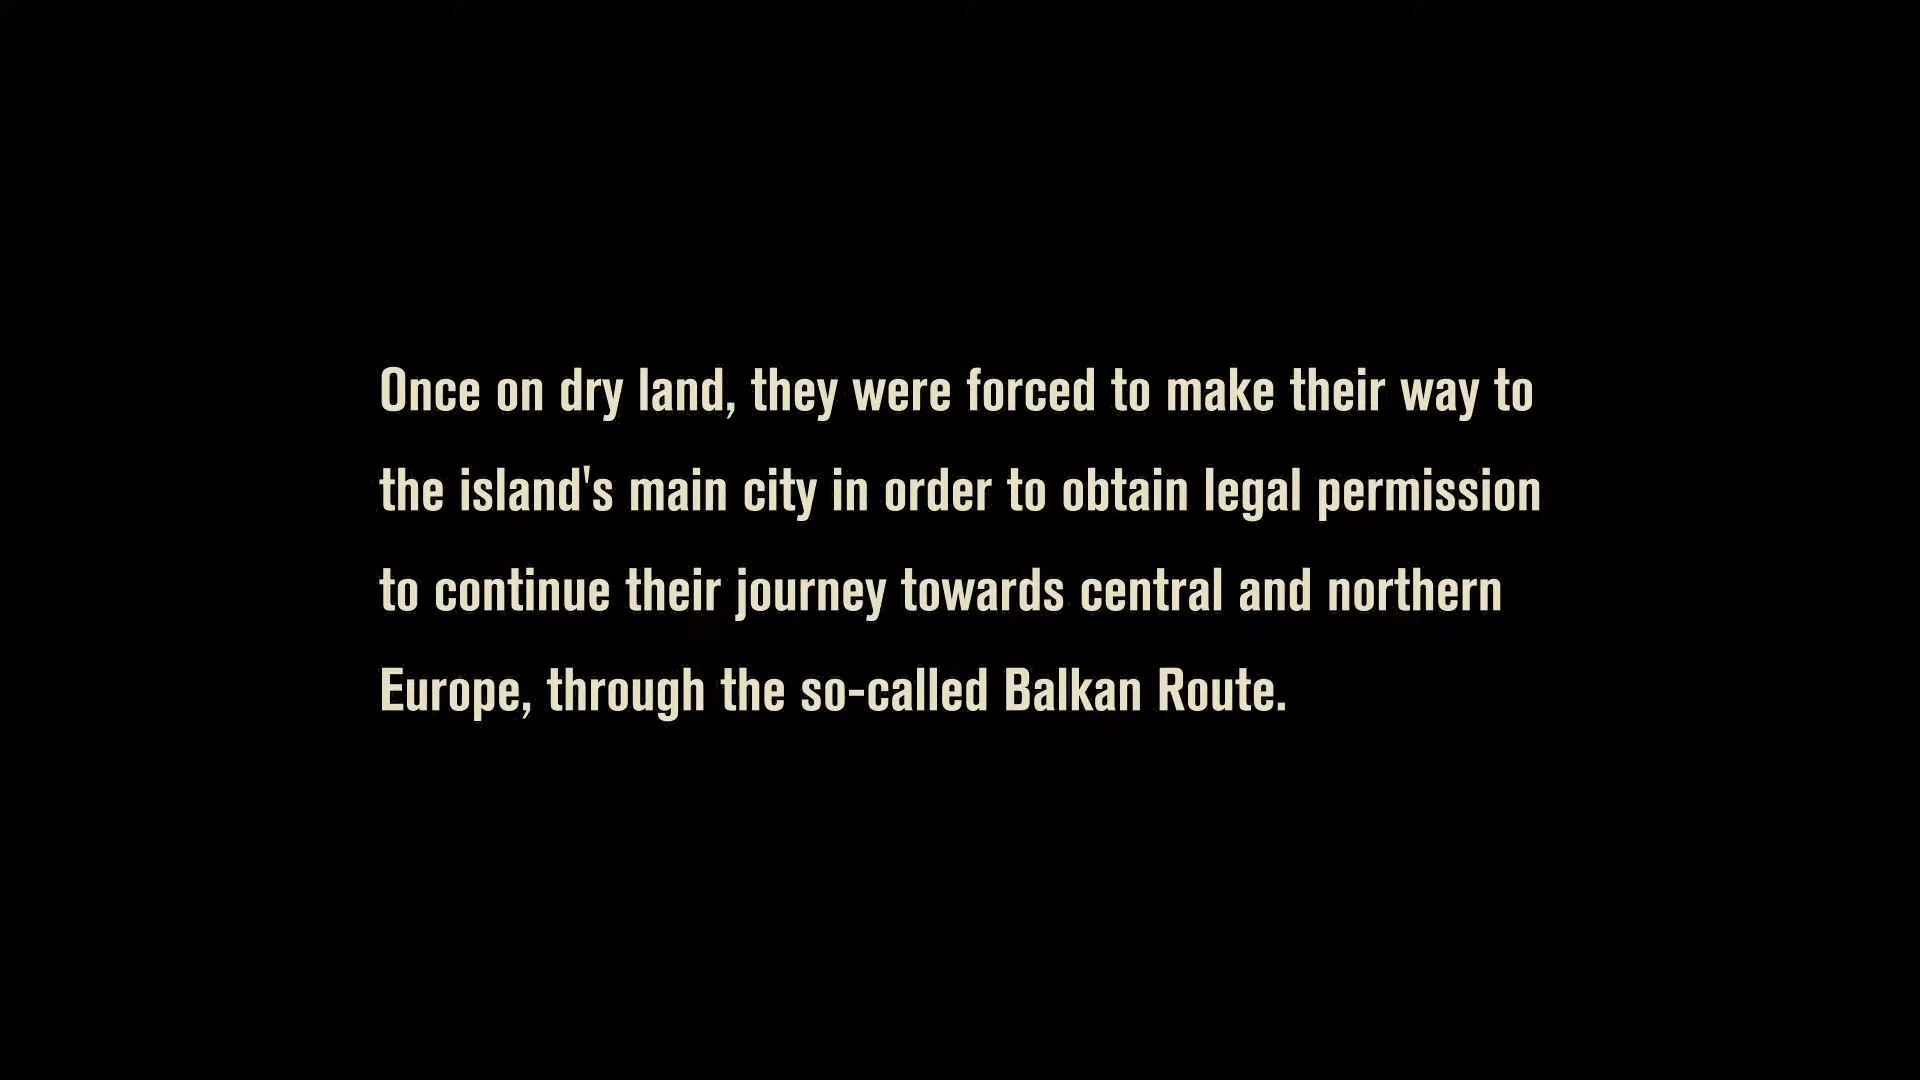 Once on dry land, they were forced to make their way to
the island's main city in order to obtain legal permission
to continue their journey towards central and northern
Europe, through the so-called Balkan Route.